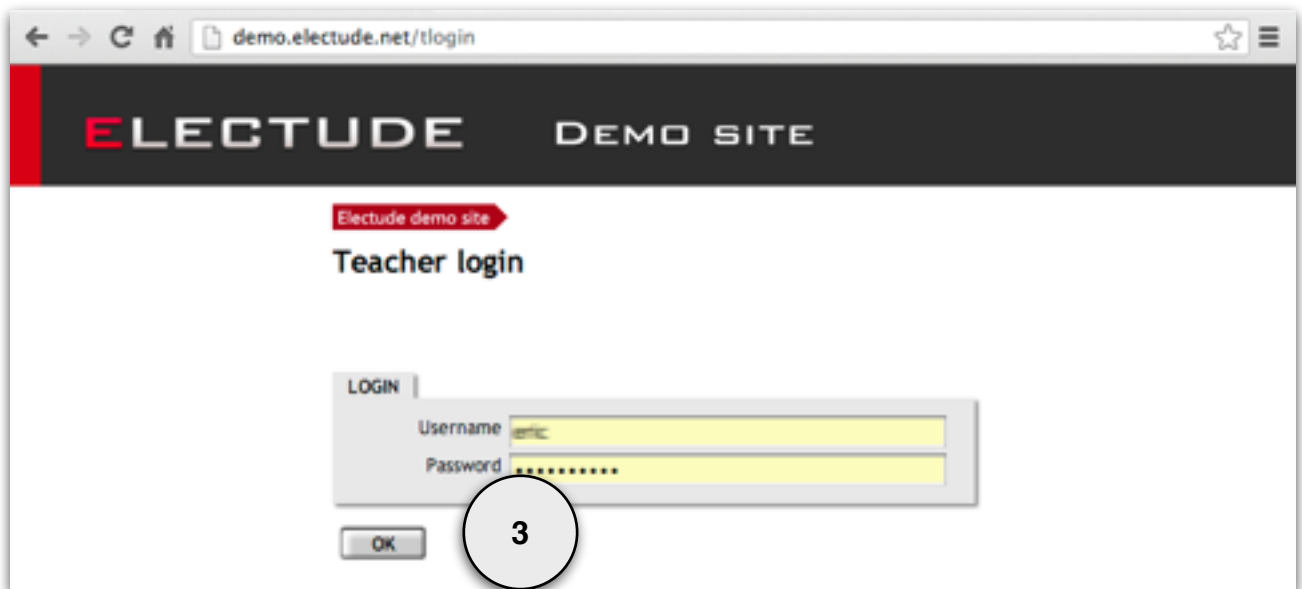 demo.electude.net/tlogin
ELECTUDE DEMO SITE
Electude demo site
Teacher login
LOGIN
Username eric
Password ••••••••••
OK
3